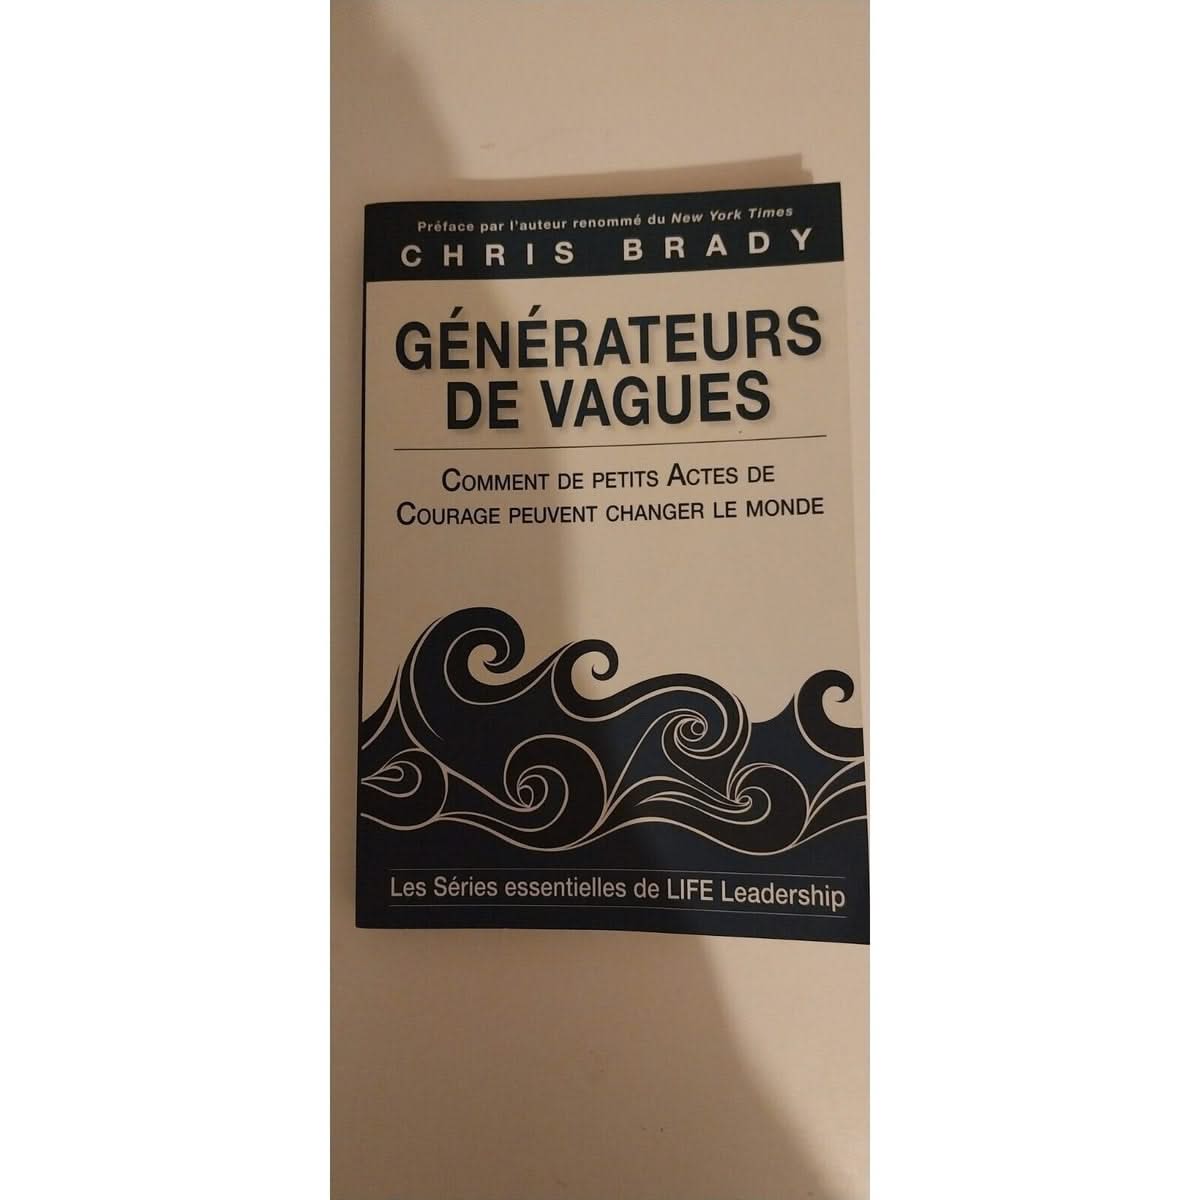 Préface par l'auteur renommé du New York Times
CHRIS BRADY
GÉNÉRATEURS
DE VAGUES
COMMENT DE PETITS ACTES DE
COURAGE PEUVENT CHANGER LE MONDE
Les Séries essentielles de LIFE Leadership